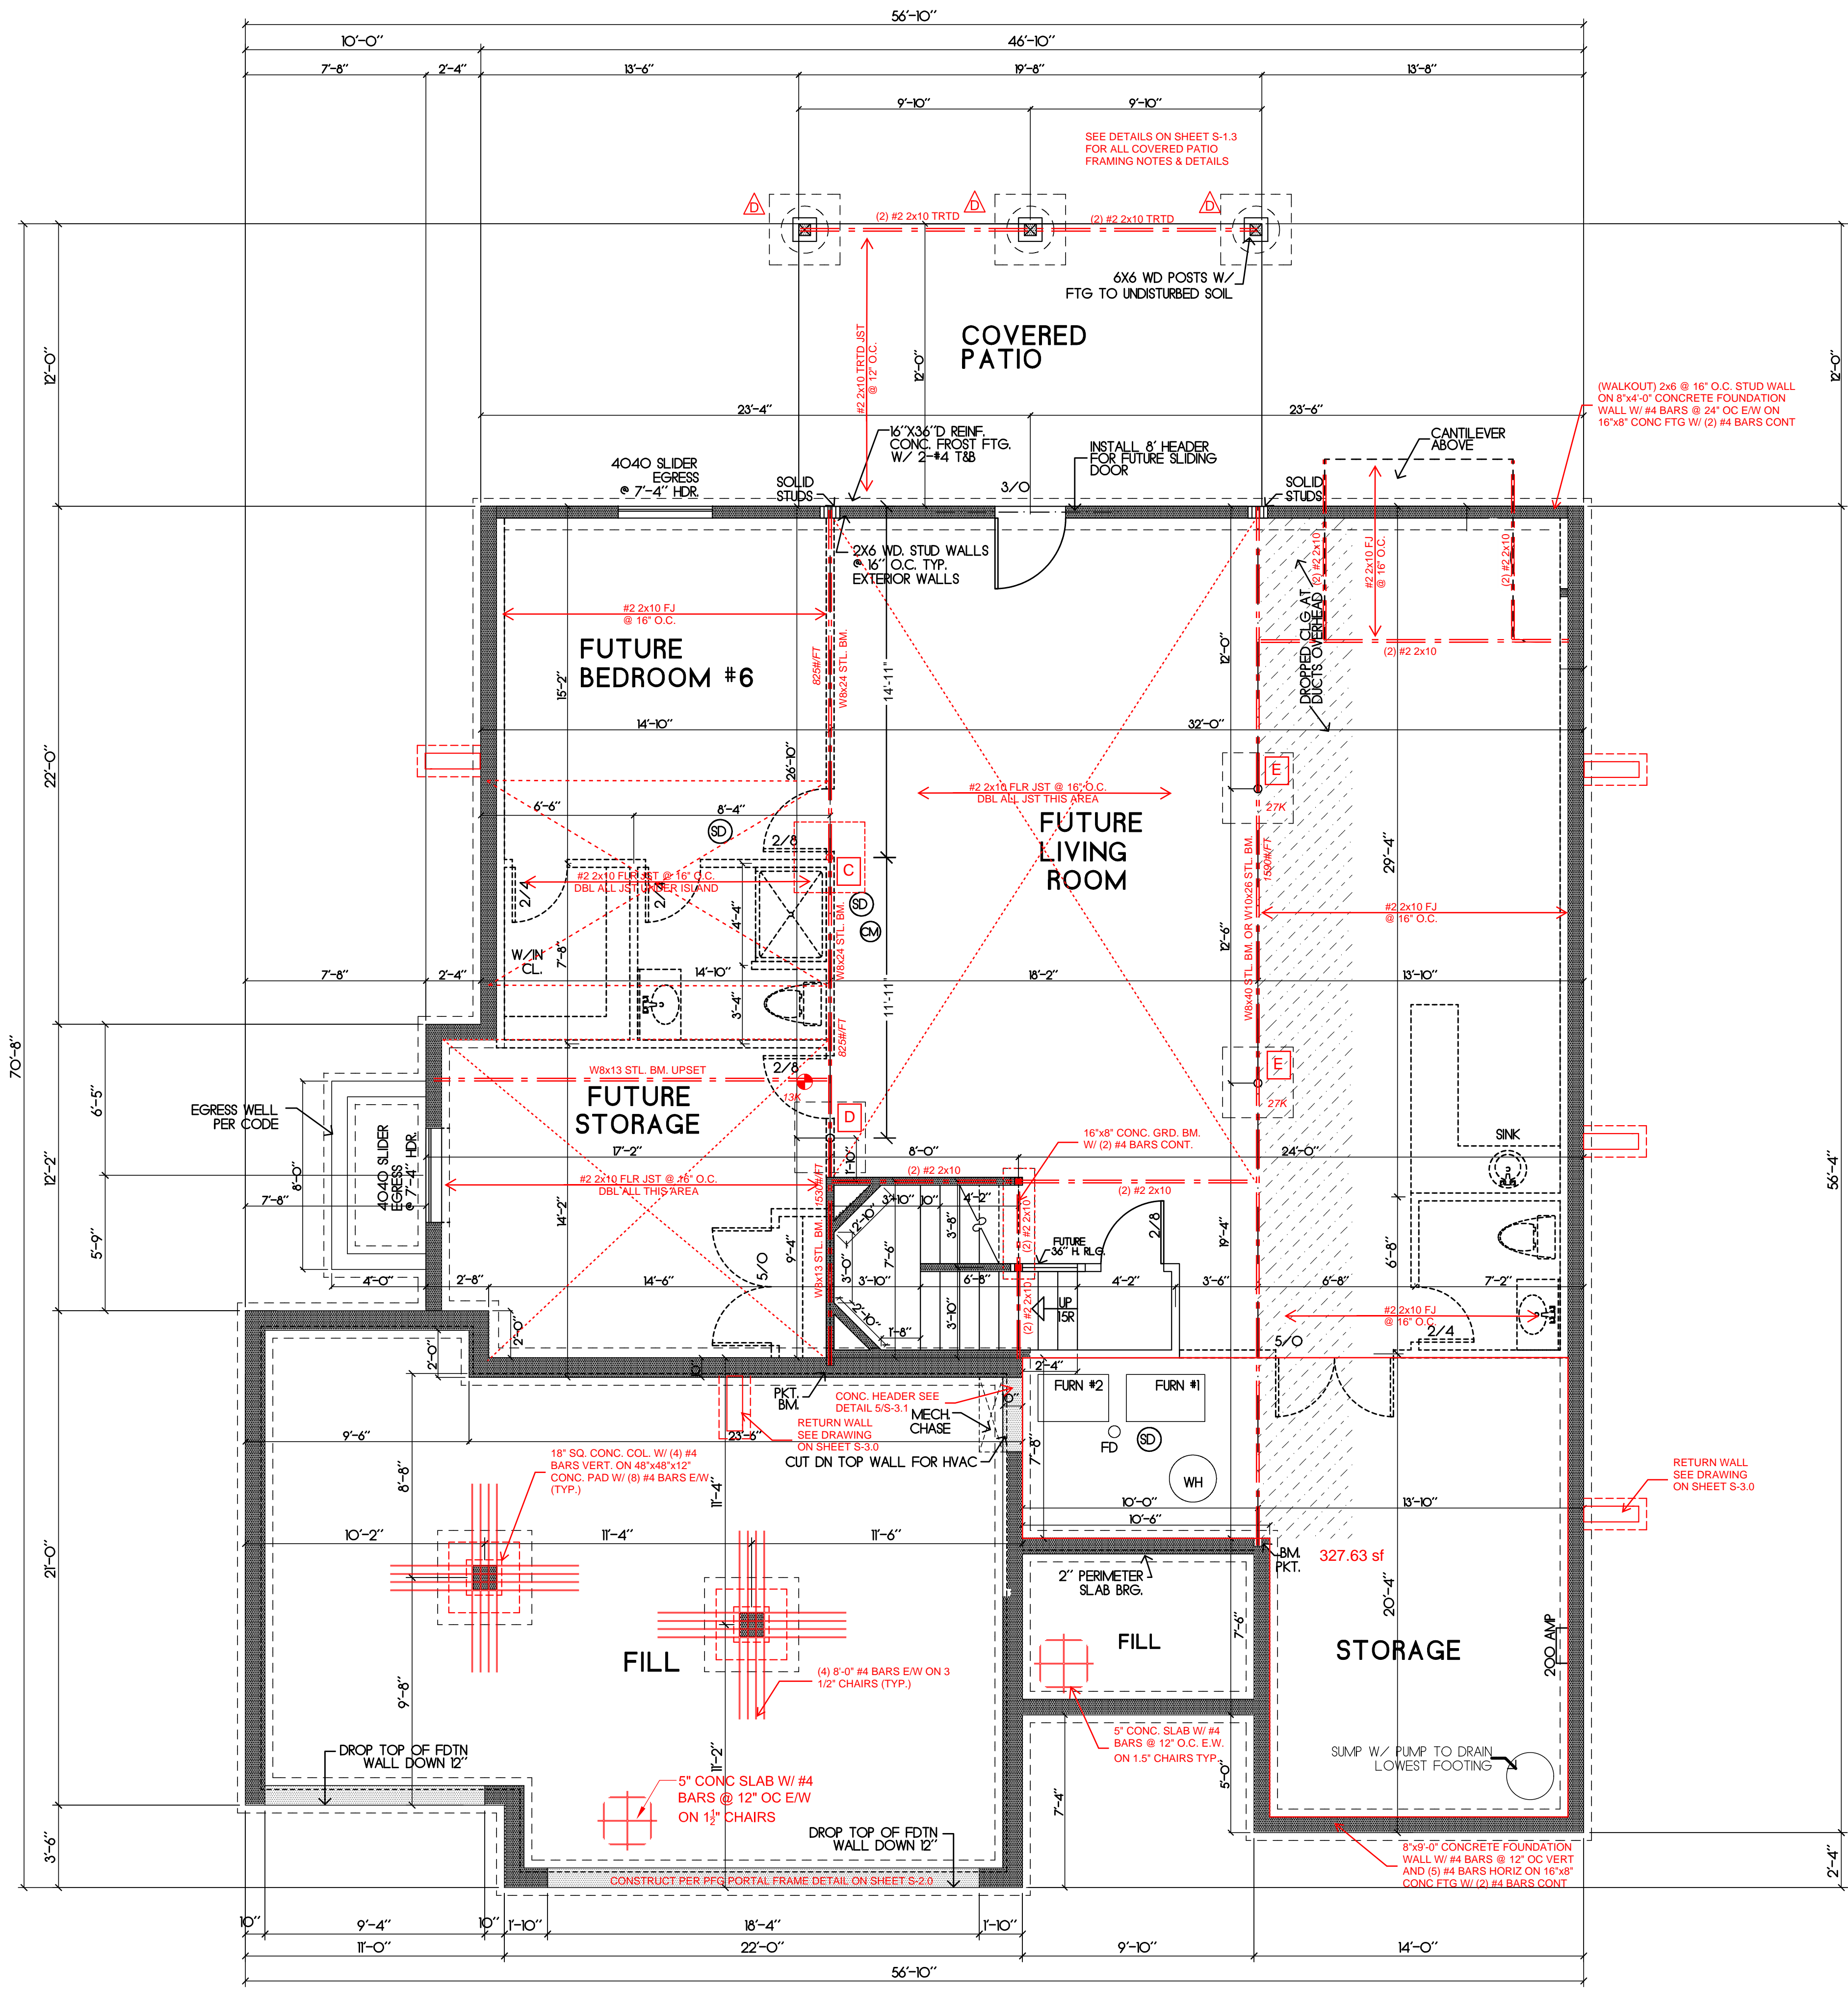 56'-10"
10'-0"
46'-10"
7'-8"
2'-4"
13'-6"
19'-8"
13'-8"
9'-10"
9'-10"
SEE DETAILS ON SHEET S-1.3
FOR ALL COVERED PATIO
FRAMING NOTES & DETAILS
D
D
D
(2) #2 2x10 TRTD
(2) #2 2x10 TRTD
6X6 WD POSTS W/
FTG TO UNDISTURBED SOIL
COVERED
PATIO
#2 2x10 TRTD JST
@ 12" O.C.
12'-0"
12'-0"
12'-0"
(WALKOUT) 2x6 @ 16" O.C. STUD WALL
ON 8"x4'-0" CONCRETE FOUNDATION
WALL W/ #4 BARS @ 24" OC E/W ON
16"x8" CONC FTG W/ (2) #4 BARS CONT
23'-4"
23'-6"
16"X36"D REINF.
CONC. FROST FTG.
W/ 2-#4 T&B
INSTALL 8' HEADER
FOR FUTURE SLIDING
DOOR
CANTILEVER
ABOVE
4040 SLIDER
EGRESS
@ 7'-4" HDR.
SOLID
STUDS
3/0
SOLID
STUDS
2X6 WD. STUD WALLS
@ 16" O.C. TYP.
EXTERIOR WALLS
(2) #2 2x10
#2 2x10 FJ
@ 16" O.C.
(2) #2 2x10
#2 2x10 FJ
@ 16" O.C.
FUTURE
BEDROOM #6
825#/FT
W8x24 STL. BM.
14'-11"
12'-0"
DROPPED CLG AT
DUCTS OVERHEAD
(2) #2 2x10
15'-2"
14'-10"
32'-0"
22'-0"
26'-10"
#2 2x10 FLR JST @ 16" O.C.
DBL ALL JST THIS AREA
E
27K
6'-6"
8'-4"
SD
2/8
FUTURE
LIVING
ROOM
C
1590#/FT
29'-4"
#2 2x10 FLR JST @ 16" O.C.
DBL ALL JST UNDER ISLAND
2/4
2/4
4'-4"
SD
CM
#2 2x10 FJ
@ 16" O.C.
W/IN
CL.
7'-8"
W8x24 STL. BM.
12'-6"
W8x40 STL. BM. OR W10x26 STL. BM.
7'-8"
2'-4"
14'-10"
18'-2"
13'-10"
3'-4"
11'-11"
825#/FT
70'-8"
2/8
E
27K
W8x13 STL. BM. UPSET
13K
FUTURE
STORAGE
D
EGRESS WELL
PER CODE
6'-5"
8'-0"
4040 SLIDER
EGRESS
@ 7'-4" HDR.
16"x8" CONC. GRD. BM.
W/ (2) #4 BARS CONT.
SINK
17'-2"
8'-0"
24'-0"
1'-10"
12'-2"
56'-4"
#2 2x10 FLR JST @ 16" O.C.
DBL ALL THIS AREA
1530#/FT
(2) #2 2x10
(2) #2 2x10
7'-8"
14'-2"
3'-10"
10"
4'-2"
2'-10"
3'-8"
(2) #2 2x10
2/8
19'-4"
5'-9"
W8x13 STL. BM.
9'-4"
7'-6"
FUTURE
36" H. RLG.
6'-8"
5/0
3'-0"
4'-0"
2'-8"
14'-6"
3'-10"
6'-8"
4'-2"
3'-6"
6'-8"
7'-2"
2'-10"
3'-10"
(2) #2 2x10
UP
15R
#2 2x10 FJ
@ 16" O.C.
2/4
2'-0"
1'-8"
5/0
2'-0"
10"
2'-4"
PKT.
BM.
CONC. HEADER SEE
DETAIL 5/S-3.1
MECH.
CHASE
10"
FURN #2
FURN #1
RETURN WALL
SEE DRAWING
ON SHEET S-3.0
9'-6"
23'-6"
CUT DN TOP WALL FOR HVAC
7'-8"
FD
SD
18" SQ. CONC. COL. W/ (4) #4
BARS VERT. ON 48"x48"x12"
CONC. PAD W/ (8) #4 BARS E/W
(TYP.)
8'-8"
11'-4"
WH
RETURN WALL
SEE DRAWING
ON SHEET S-3.0
10'-0"
13'-10"
10'-6"
10'-2"
11'-4"
11'-6"
21'-0"
BM.
PKT.
327.63 sf
2" PERIMETER
SLAB BRG.
20'-4"
FILL
7'-6"
STORAGE
200 AMP
FILL
(4) 8'-0" #4 BARS E/W ON 3
1/2" CHAIRS (TYP.)
9'-8"
5" CONC. SLAB W/ #4
BARS @ 12" O.C. E.W.
ON 1.5" CHAIRS TYP.
DROP TOP OF FDTN
WALL DOWN 12"
11'-2"
SUMP W/ PUMP TO DRAIN
LOWEST FOOTING
5'-0"
5" CONC SLAB W/ #4
BARS @ 12" OC E/W
ON 1½" CHAIRS
7'-4"
3'-6"
DROP TOP OF FDTN
WALL DOWN 12"
8"x9'-0" CONCRETE FOUNDATION
WALL W/ #4 BARS @ 12" OC VERT
AND (5) #4 BARS HORIZ ON 16"x8"
CONC FTG W/ (2) #4 BARS CONT
2'-4"
CONSTRUCT PER PFG PORTAL FRAME DETAIL ON SHEET S-2.0
10"
9'-4"
10"
1'-10"
18'-4"
1'-10"
11'-0"
22'-0"
9'-10"
14'-0"
56'-10"